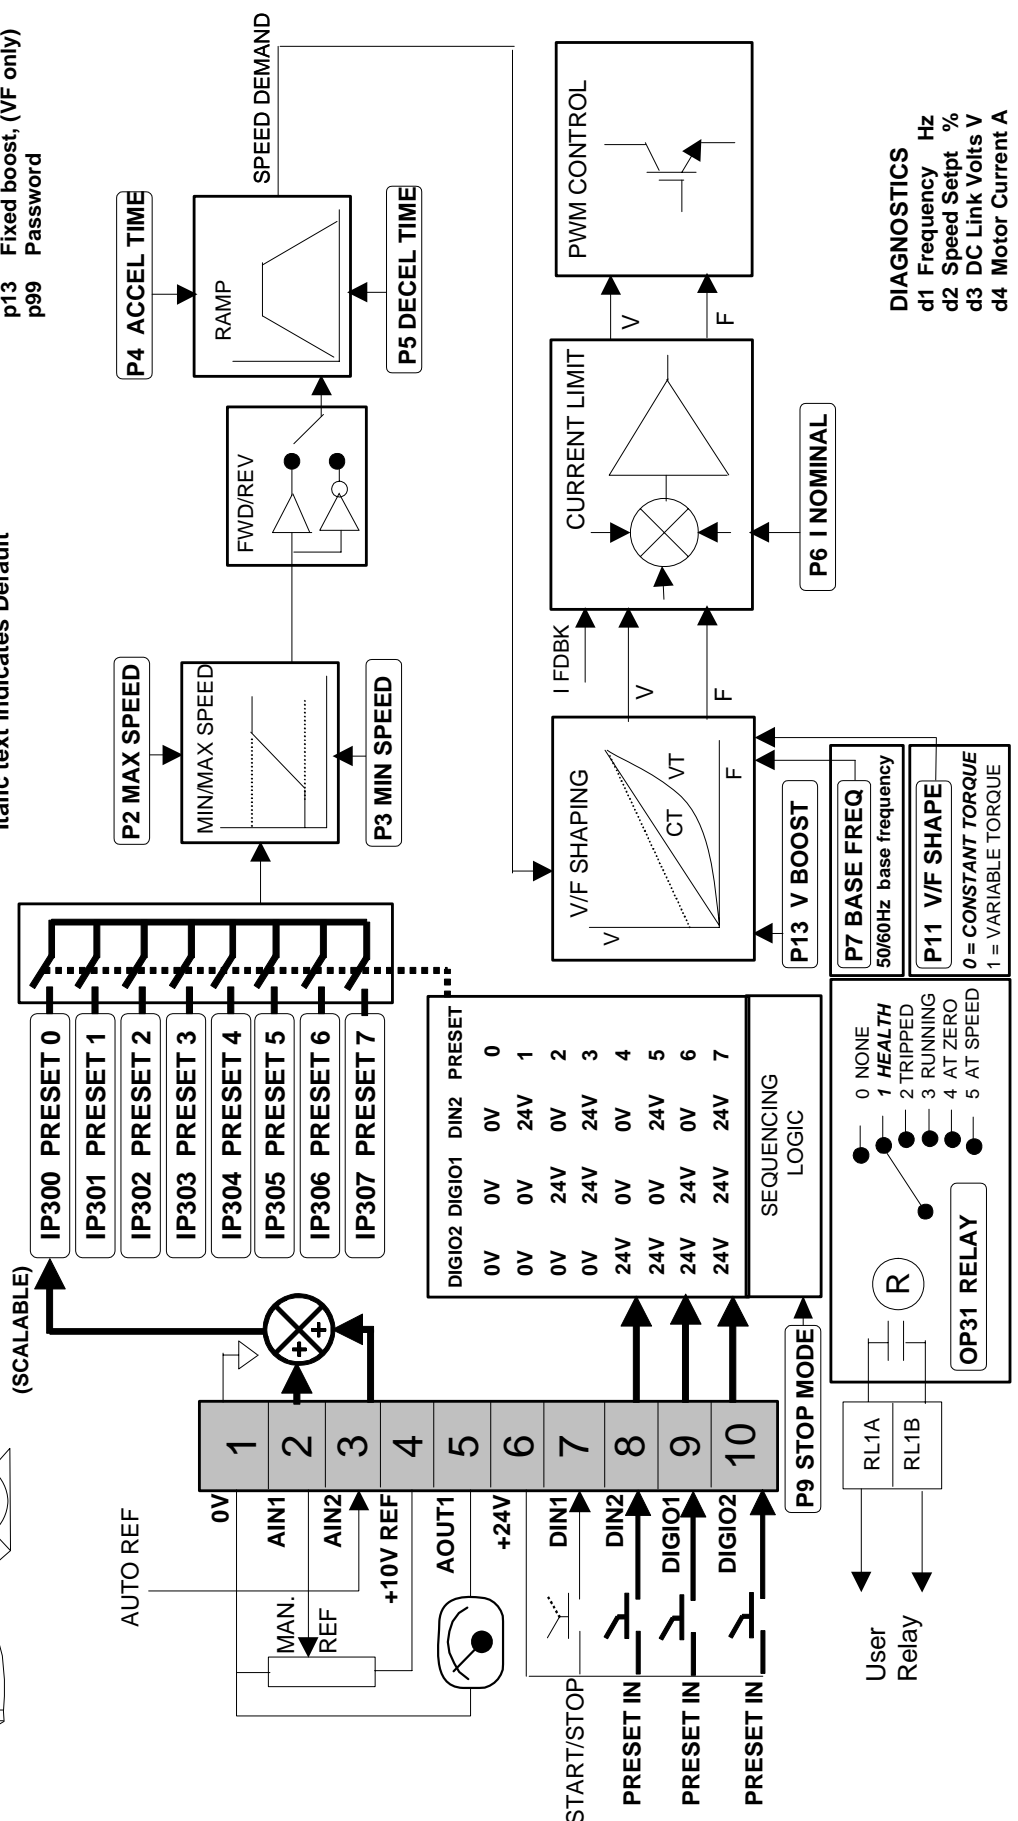 p13 Fixed boost, (VF only)
p99 Password
Italic text indicates Default
(SCALABLE)
AUTO REF
MAN.
REF
0V
AIN1
AIN2
+10V REF
AOUT1
+24V
DIN1
DIN2
DIGIO1
DIGIO2
1
2
3
4
5
6
7
8
9
10
START/STOP
PRESET IN
PRESET IN
PRESET IN
+
+
IP300 PRESET 0
IP301 PRESET 1
IP302 PRESET 2
IP303 PRESET 3
IP304 PRESET 4
IP305 PRESET 5
IP306 PRESET 6
IP307 PRESET 7
P2 MAX SPEED
MIN/MAX SPEED
P3 MIN SPEED
FWD/REV
P4 ACCEL TIME
RAMP
P5 DECEL TIME
SPEED DEMAND
DIGIO2 DIGIO1 DIN2 PRESET
0V 0V 0V 0
0V 0V 24V 1
0V 24V 0V 2
0V 24V 24V 3
24V 0V 0V 4
24V 0V 24V 5
24V 24V 0V 6
24V 24V 24V 7
SEQUENCING
LOGIC
P9 STOP MODE
V/F SHAPING
V
CT
VT
F
P13 V BOOST
P7 BASE FREQ
50/60Hz base frequency
P11 V/F SHAPE
0 = CONSTANT TORQUE
1 = VARIABLE TORQUE
I FDBK
V
F
CURRENT LIMIT
P6 I NOMINAL
V
F
PWM CONTROL
User
Relay
RL1A
RL1B
R
OP31 RELAY
0 NONE
1 HEALTH
2 TRIPPED
3 RUNNING
4 AT ZERO
5 AT SPEED
DIAGNOSTICS
d1 Frequency Hz
d2 Speed Setpt %
d3 DC Link Volts V
d4 Motor Current A